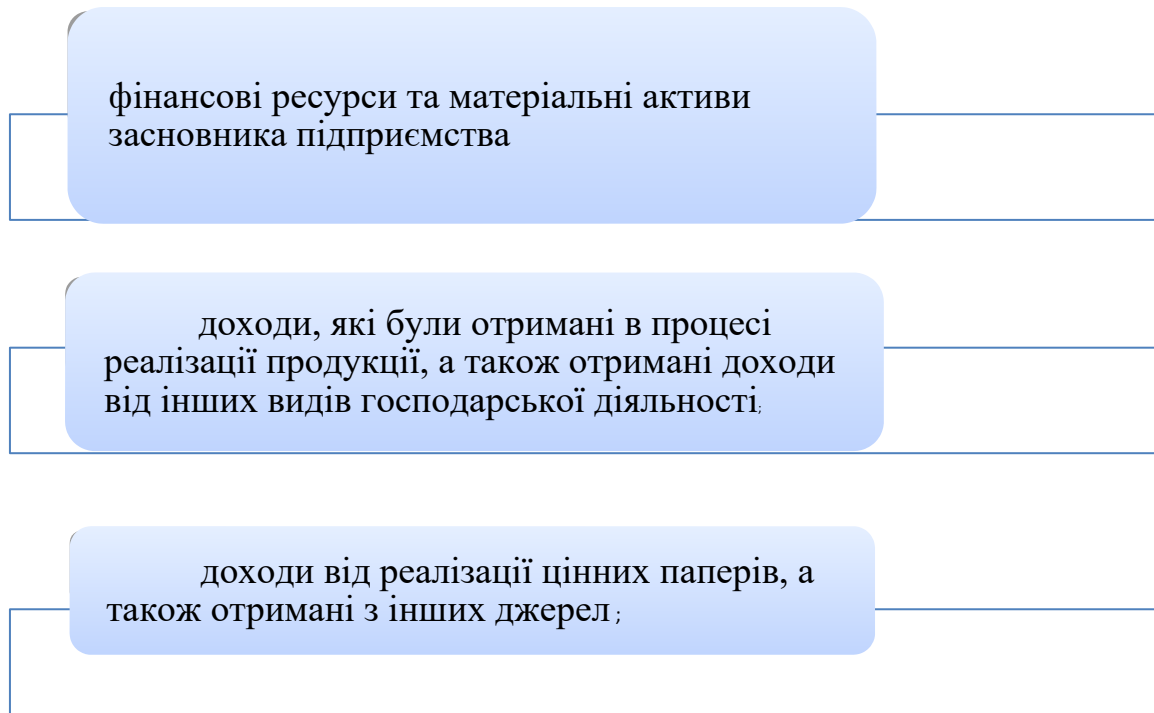 фінансові ресурси та матеріальні активи
засновника підприємства
доходи, які були отримані в процесі
реалізації продукції, а також отримані доходи
від інших видів господарської діяльності;
доходи від реалізації цінних паперів, а
також отримані з інших джерел;